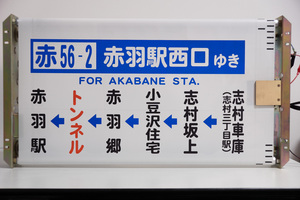 赤56-2 赤羽駅西口ゆき
FOR AKABANE STA.
志村車庫
(志村三丁目駅)
←
志村坂上
←
小豆沢住宅
←
赤羽郷
←
トンネル
←
赤羽駅